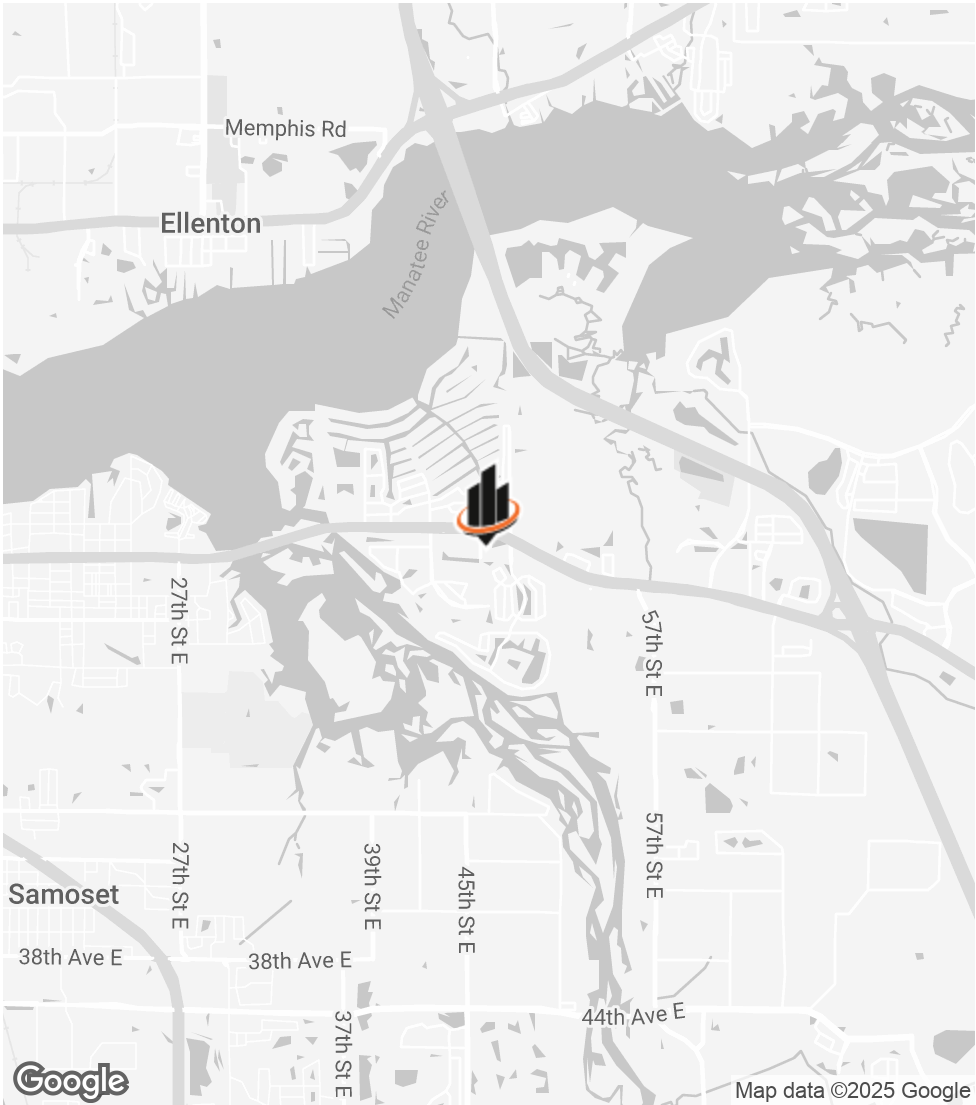 Memphis Rd
Ellenton
Manatee River
27th St E
57th St E
57th St E
27th St E
39th St E
45th St E
Samoset
38th Ave E
38th Ave E
44th Ave E
37th St E
Google
Map data ©2025 Google